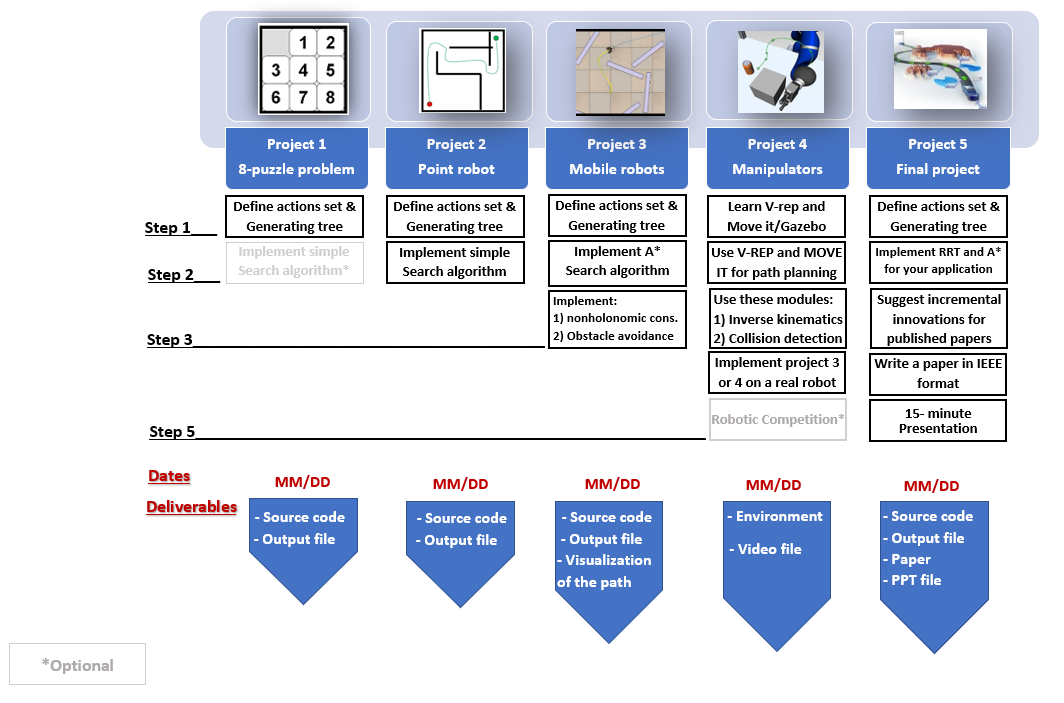 1 2
3 4 5
6 7 8
Project 1
8-puzzle problem
Project 2
Point robot
Project 3
Mobile robots
Project 4
Manipulators
Project 5
Final project
Step 1
Define actions set &
Generating tree
Define actions set &
Generating tree
Define actions set &
Generating tree
Learn V-rep and
Move it/Gazebo
Define actions set &
Generating tree
Step 2
Implement simple
Search algorithm*
Implement simple
Search algorithm
Implement A*
Search algorithm
Use V-REP and MOVE
IT for path planning
Implement RRT and A*
for your application
Step 3
Implement:
1) nonholonomic cons.
2) Obstacle avoidance
Use these modules:
1) Inverse kinematics
2) Collision detection
Suggest incremental
innovations for
published papers
Implement project 3
or 4 on a real robot
Write a paper in IEEE
format
Step 5
Robotic Competition*
15- minute
Presentation
Dates
MM/DD
MM/DD
MM/DD
MM/DD
MM/DD
Deliverables
- Source code
- Output file
- Source code
- Output file
- Source code
- Output file
- Visualization
of the path
- Environment
- Video file
- Source code
- Output file
- Paper
- PPT file
*Optional